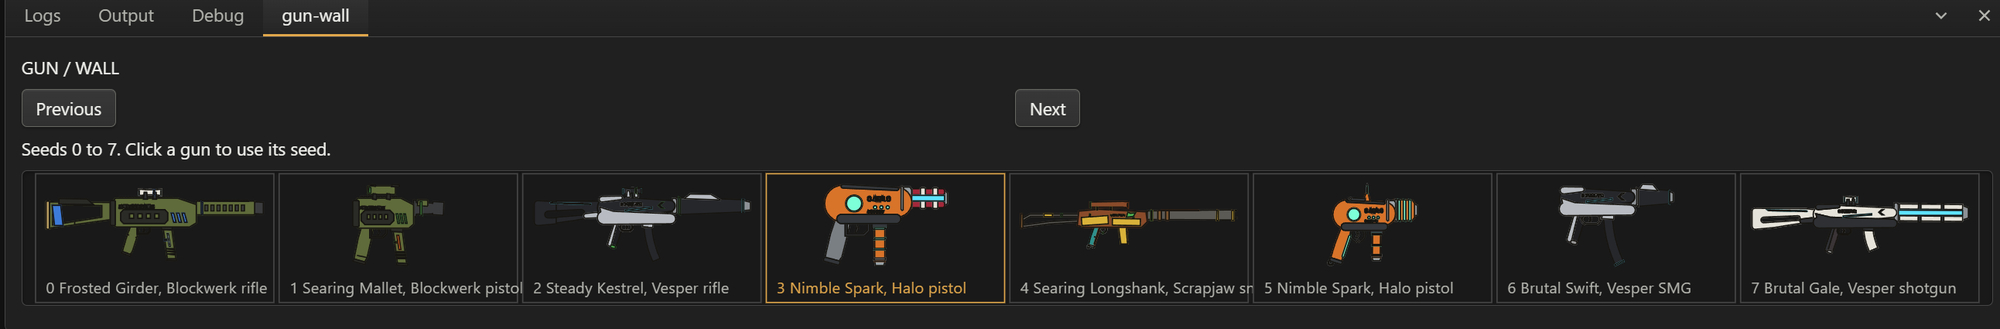 Logs Output Debug gun-wall
GUN / WALL
Previous Next
Seeds 0 to 7. Click a gun to use its seed.
0 Frosted Girder, Blockwerk rifle
1 Searing Mallet, Blockwerk pistol
2 Steady Kestrel, Vesper rifle
3 Nimble Spark, Halo pistol
4 Searing Longshank, Scrapjaw sn
5 Nimble Spark, Halo pistol
6 Brutal Swift, Vesper SMG
7 Brutal Gale, Vesper shotgun